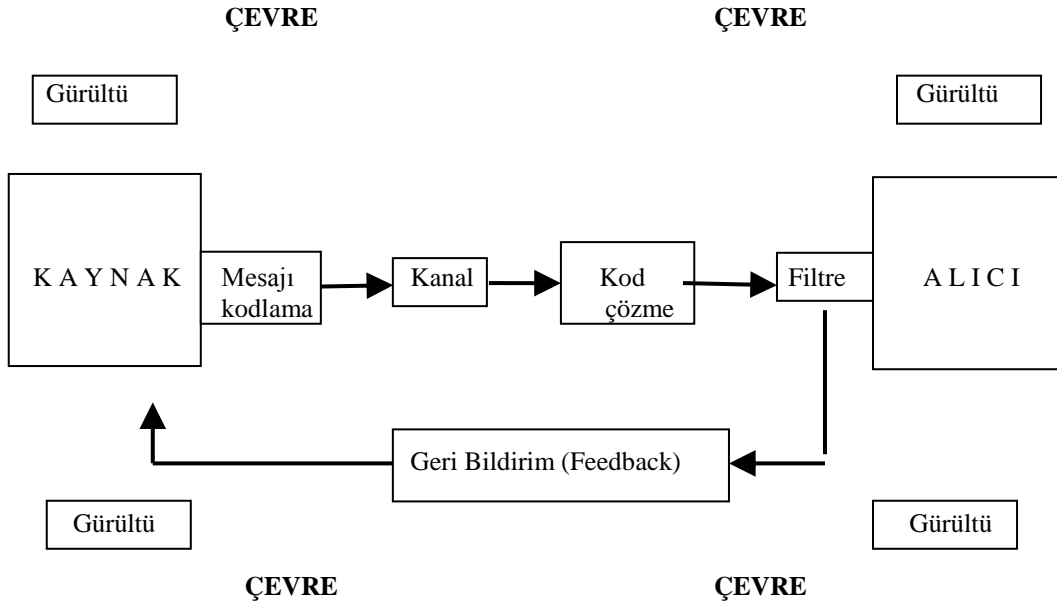 ÇEVRE
ÇEVRE
Gürültü
Gürültü
K A Y N A K
Mesajı
kodlama
Kanal
Kod
çözme
Filtre
A L I C I
Geri Bildirim (Feedback)
Gürültü
Gürültü
ÇEVRE
ÇEVRE